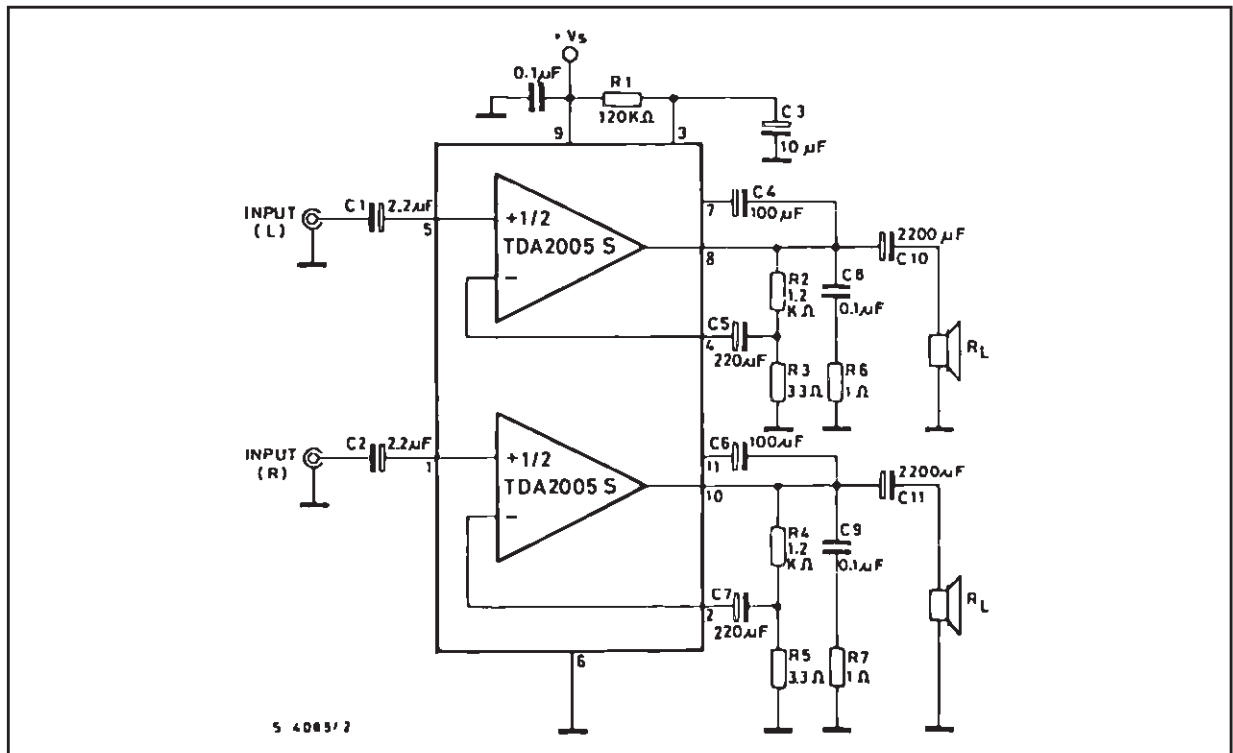 + Vs
0.1µF
R1
120KΩ
C3
10 µF
9
3
INPUT
(L)
C1
2.2µF
5
+1/2
TDA2005 S
−
7
C4
100µF
8
2200 µF
C10
R2
1.2
KΩ
C8
0.1µF
C5
4
220µF
R3
3.3Ω
R6
1Ω
RL
INPUT
(R)
C2
2.2µF
1
+1/2
TDA2005 S
−
C6
100µF
11
10
2200µF
C11
R4
1.2
KΩ
C9
0.1µF
C7
2
220µF
R5
3.3Ω
R7
1Ω
RL
6